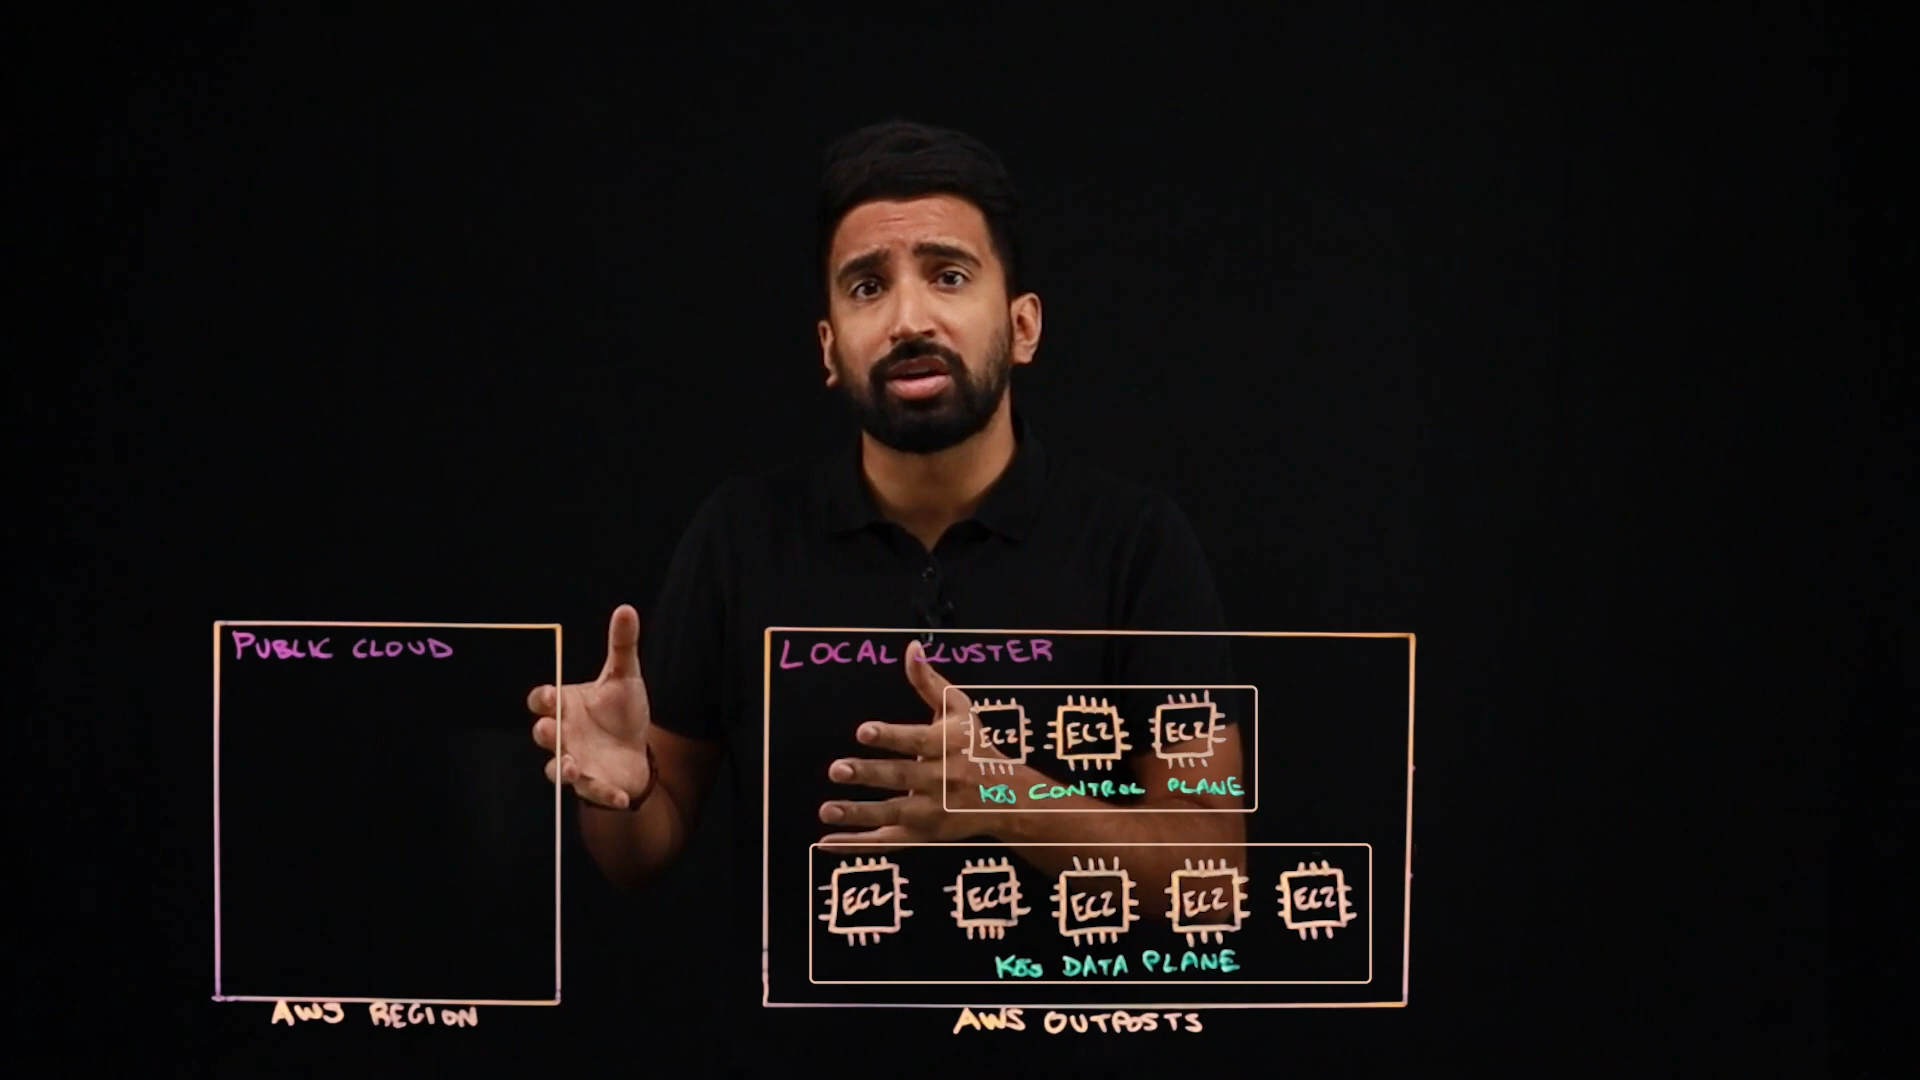 PUBLIC CLOUD
LOCAL CLUSTER
EC2 EC2 EC2
K8s CONTROL PLANE
EC2 EC2 EC2 EC2 EC2
K8s DATA PLANE
AWS REGION
AWS OUTPOSTS